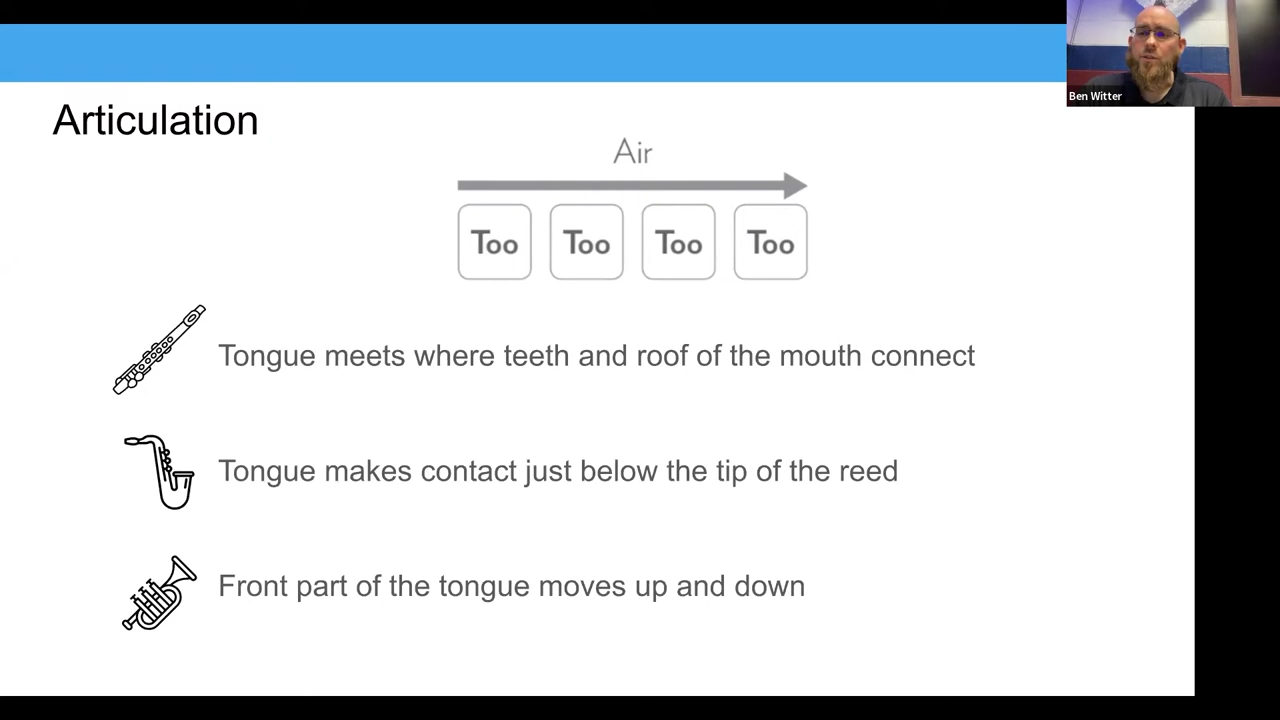 Ben Witter
Articulation
Air
Too Too Too Too
Tongue meets where teeth and roof of the mouth connect
Tongue makes contact just below the tip of the reed
Front part of the tongue moves up and down